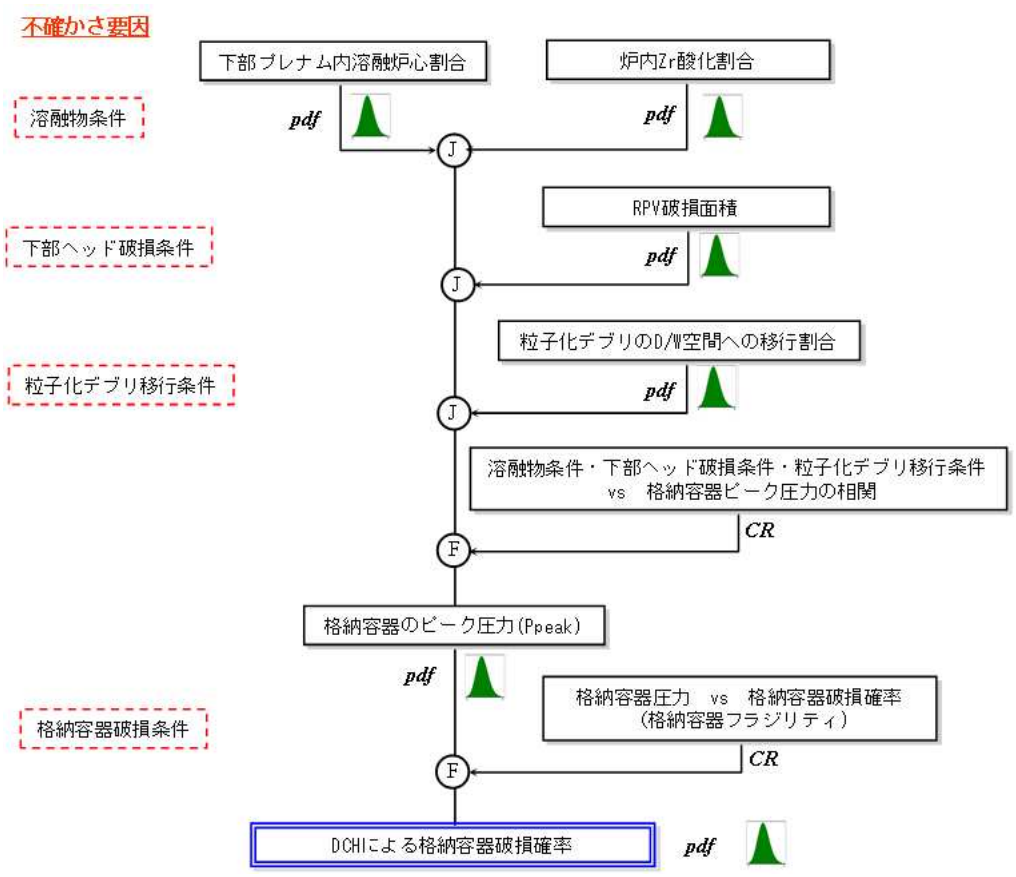 不確かさ要因
下部プレナム内溶融炉心割合
炉内Zr酸化割合
溶融物条件
pdf
pdf
J
RPV破損面積
下部ヘッド破損条件
pdf
J
粒子化デブリのD/W空間への移行割合
粒子化デブリ移行条件
pdf
J
溶融物条件・下部ヘッド破損条件・粒子化デブリ移行条件
vs 格納容器ピーク圧力の相関
CR
F
格納容器のピーク圧力(Ppeak)
pdf
格納容器圧力 vs 格納容器破損確率
(格納容器フラジリティ)
格納容器破損条件
CR
F
DCHによる格納容器破損確率
pdf